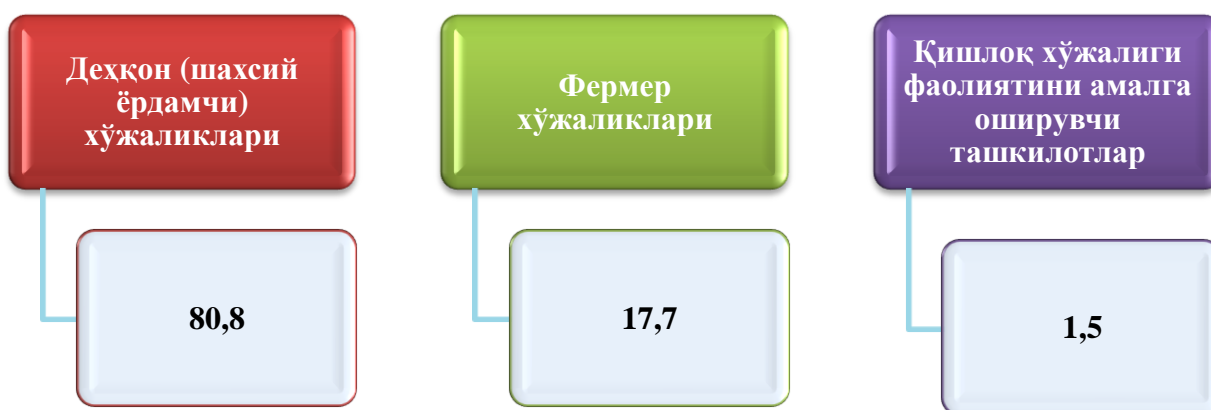 Деҳқон (шахсий
ёрдамчи)
хўжаликлари
80,8
Фермер
хўжаликлари
17,7
Қишлоқ хўжалиги
фаолиятини амалга
оширувчи
ташкилотлар
1,5